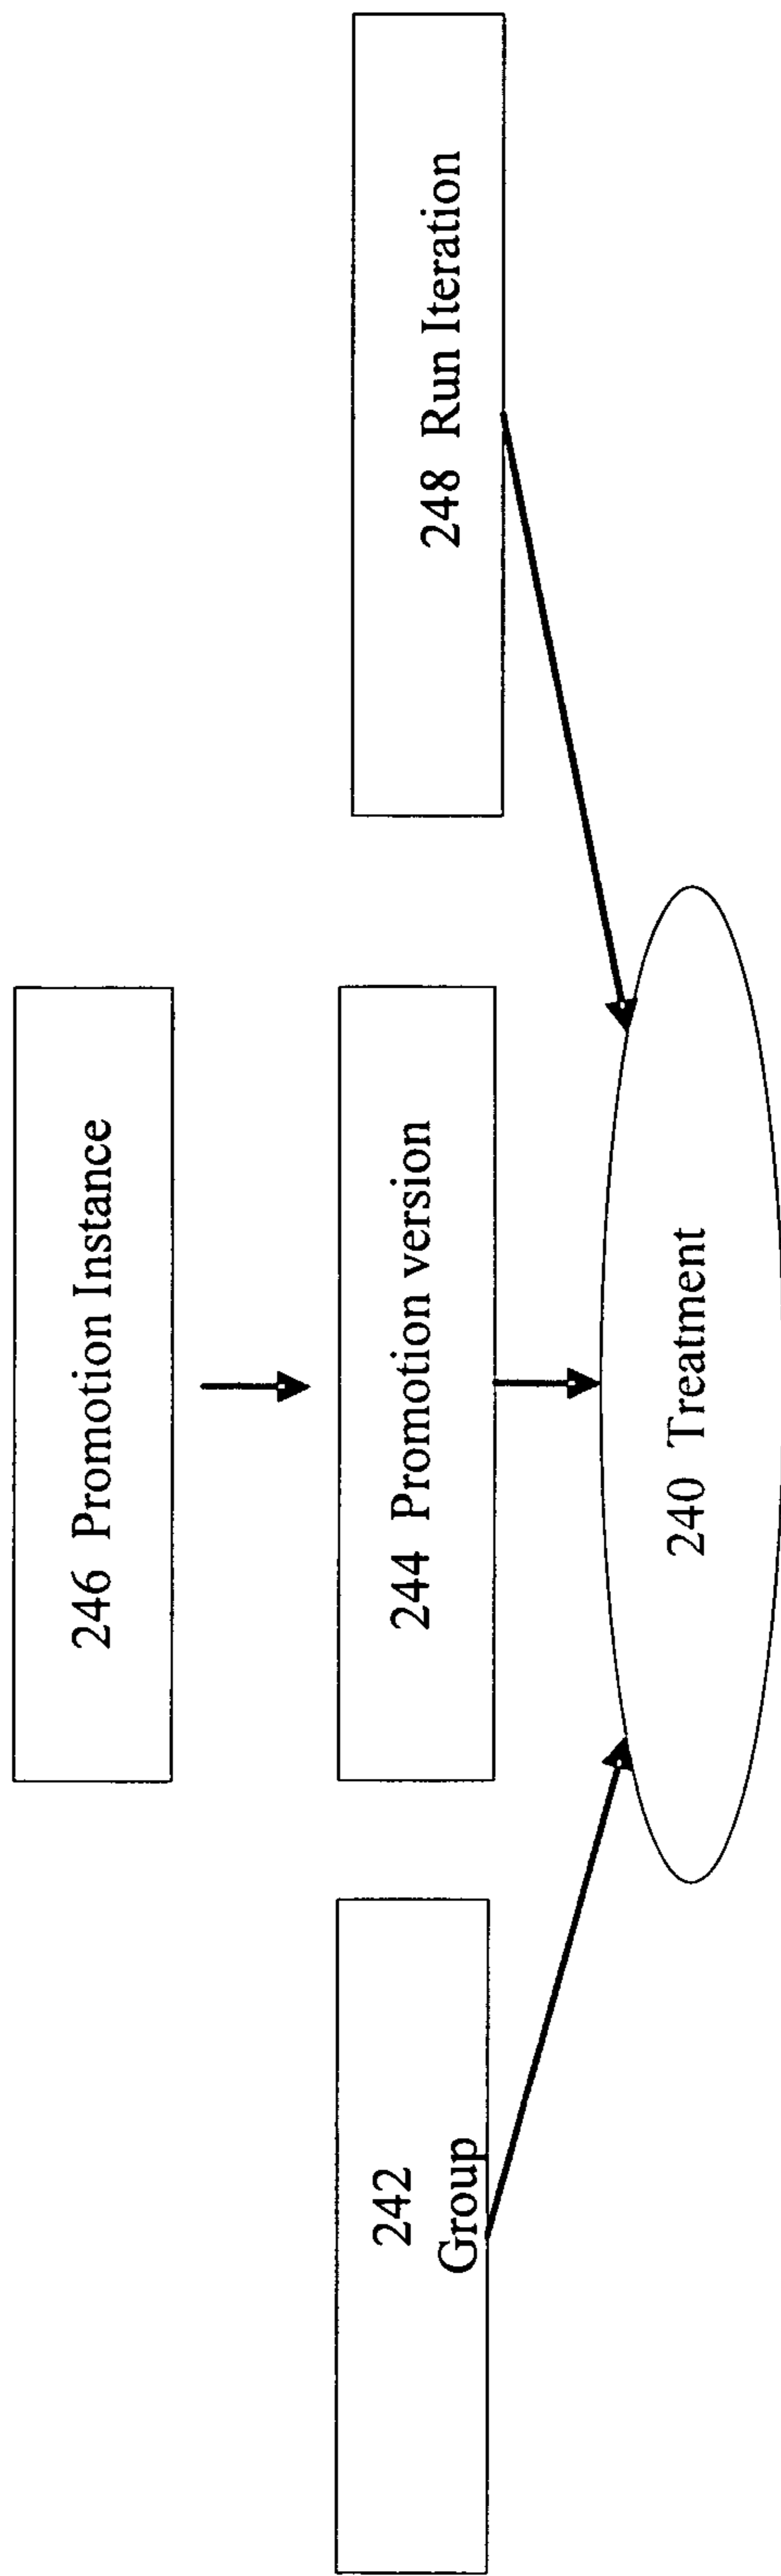 246 Promotion Instance
242
Group
244 Promotion version
248 Run Iteration
240 Treatment